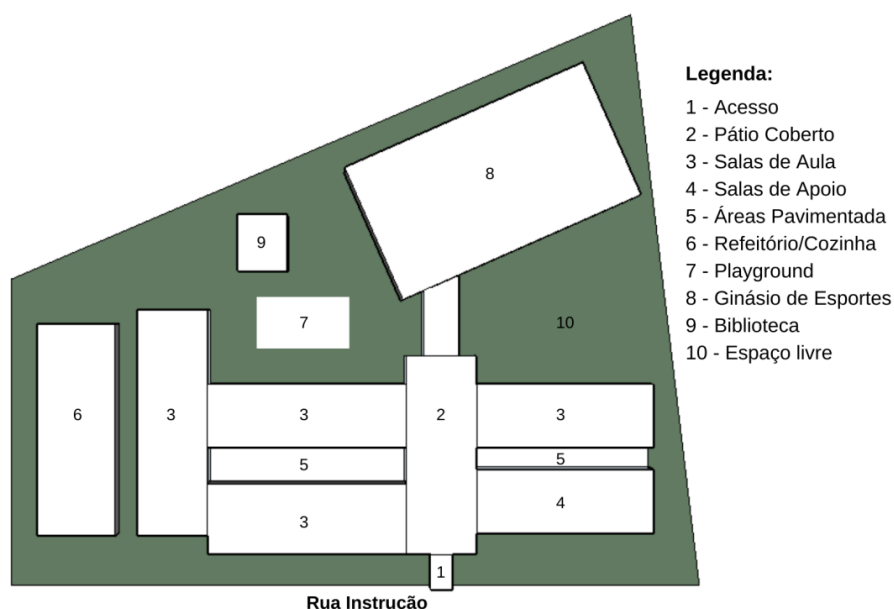 Legenda:
1 - Acesso
2 - Pátio Coberto
3 - Salas de Aula
4 - Salas de Apoio
5 - Áreas Pavimentada
6 - Refeitório/Cozinha
7 - Playground
8 - Ginásio de Esportes
9 - Biblioteca
10 - Espaço livre
8
9
7
10
6
3
3
2
3
5
5
3
4
1
Rua Instrução